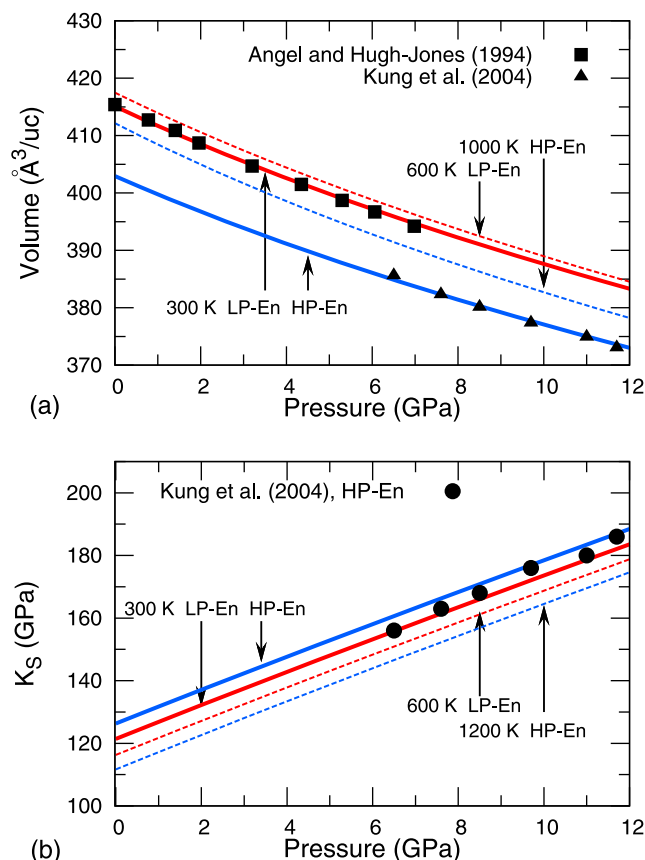 430
420
410
400
390
380
370
Volume (Å³/uc)
Angel and Hugh-Jones (1994)
Kung et al. (2004)
1000 K HP-En
600 K LP-En
300 K LP-En HP-En
0 2 4 6 8 10 12
(a) Pressure (GPa)
200
180
160
140
120
100
K_S (GPa)
Kung et al. (2004), HP-En
300 K LP-En HP-En
600 K LP-En
1200 K HP-En
0 2 4 6 8 10 12
(b) Pressure (GPa)